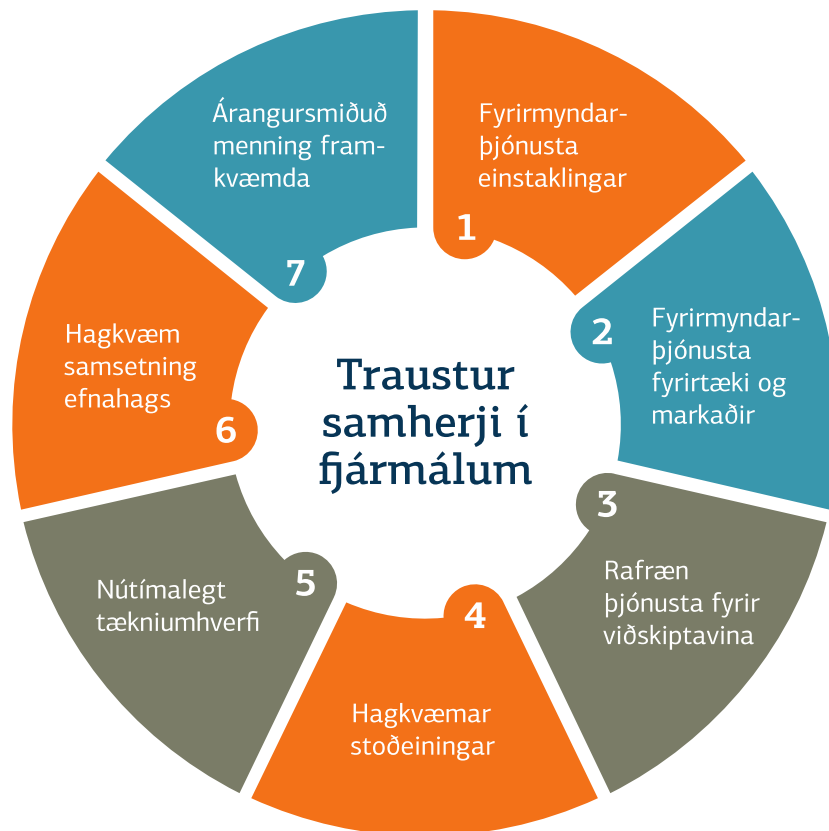 Traustur
samherji í
fjármálum
Fyrirmyndar-
þjónusta
einstaklingar
1
2
Fyrirmyndar-
þjónusta
fyrirtæki og
markaðir
3
Rafræn
þjónusta fyrir
viðskiptavina
4
Hagkvæmar
stoðeiningar
5
Nútímalegt
tækniumhverfi
6
Hagkvæm
samsetning
efnahags
7
Árangursmiðuð
menning fram-
kvæmda